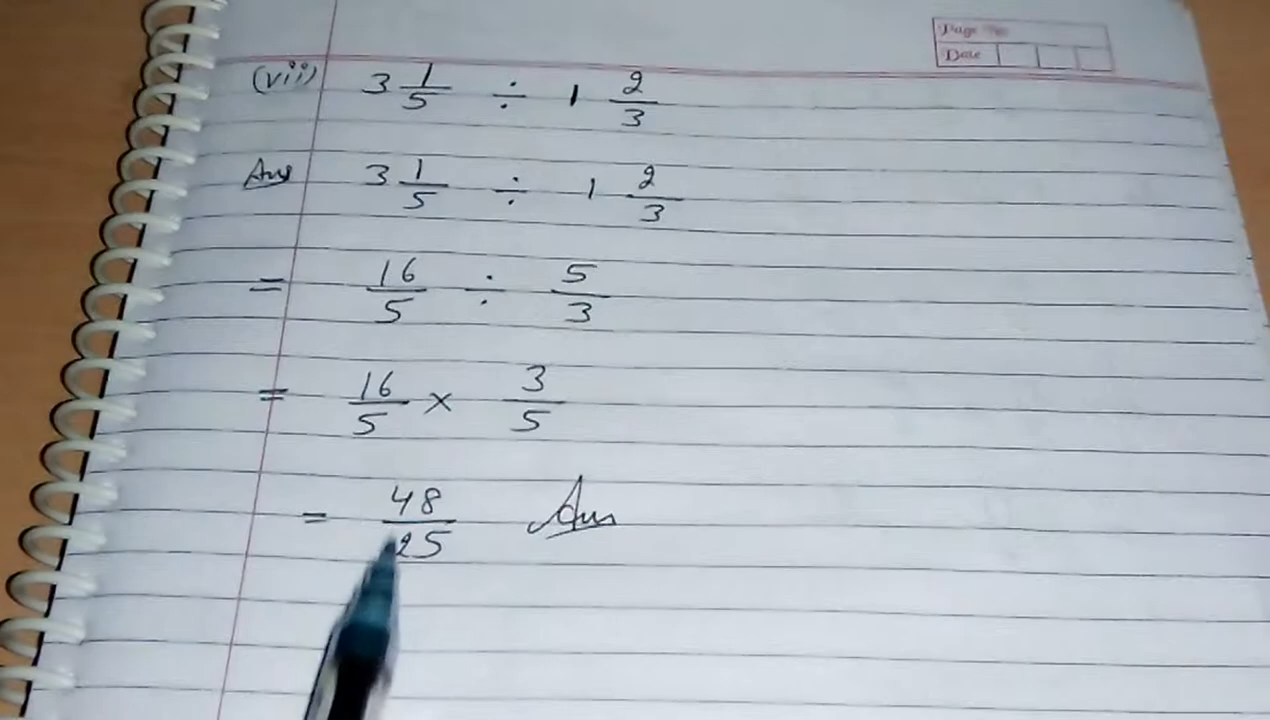 Page No.
Date
(vii) 3 1/5 ÷ 1 2/3
Ans 3 1/5 ÷ 1 2/3
= 16/5 ÷ 5/3
= 16/5 × 3/5
= 48/25 Ans